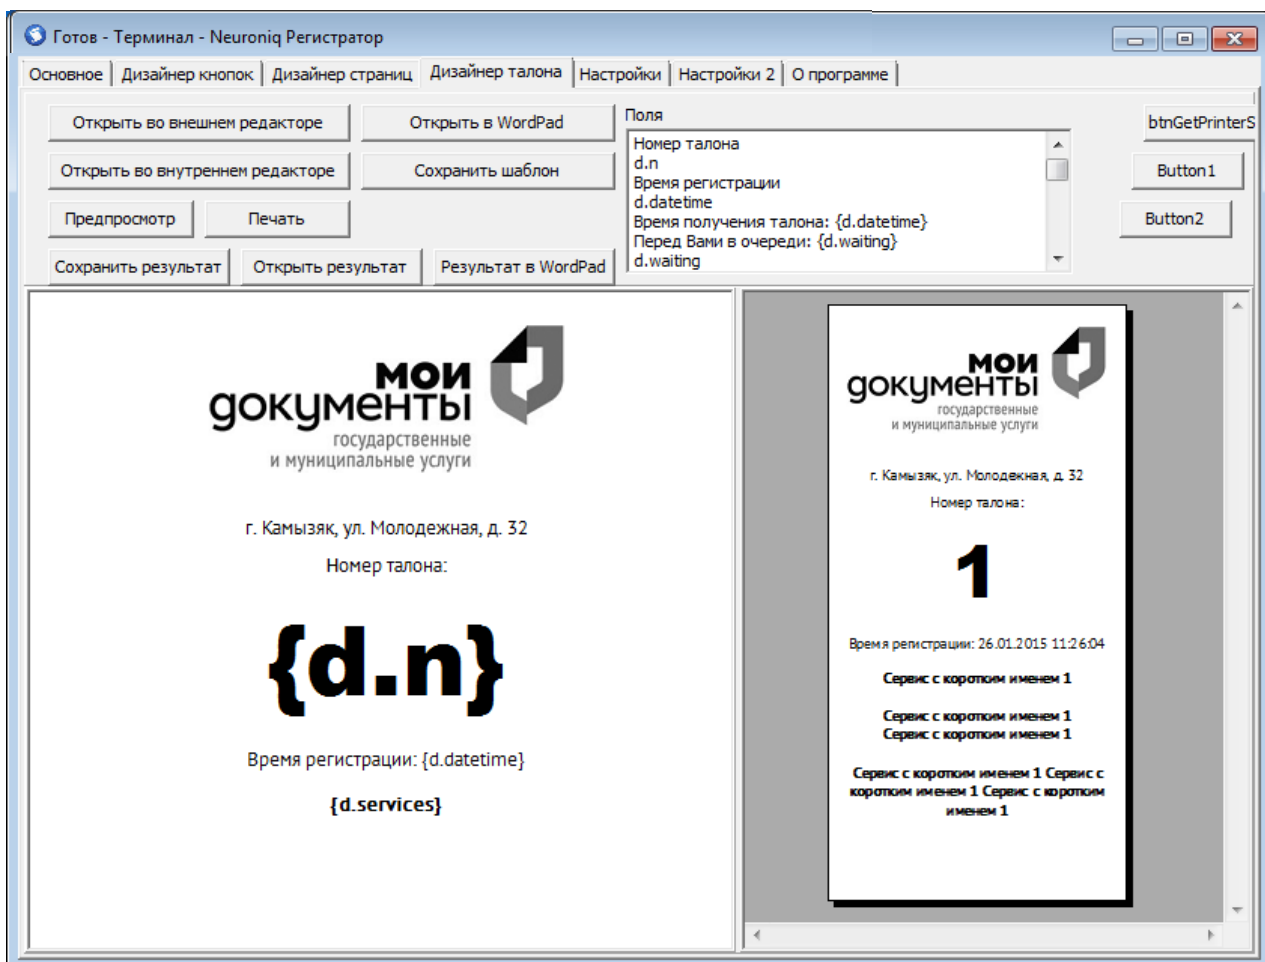 Готов - Терминал - Neuroniq Регистратор
Основное Дизайнер кнопок Дизайнер страниц Дизайнер талона Настройки Настройки 2 О программе
Открыть во внешнем редакторе Открыть в WordPad
Открыть во внутреннем редакторе Сохранить шаблон
Предпросмотр Печать
Сохранить результат Открыть результат Результат в WordPad
Поля
Номер талона
d.n
Время регистрации
d.datetime
Время получения талона: {d.datetime}
Перед Вами в очереди: {d.waiting}
d.waiting
btnGetPrinterS
Button1
Button2
мои
документы
государственные
и муниципальные услуги
г. Камызяк, ул. Молодежная, д. 32
Номер талона:
{d.n}
Время регистрации: {d.datetime}
{d.services}
мои
документы
государственные
и муниципальные услуги
г. Камызяк, ул. Молодежная, д. 32
Номер талона:
1
Время регистрации: 26.01.2015 11:26:04
Сервис с коротким именем 1
Сервис с коротким именем 1
Сервис с коротким именем 1
Сервис с коротким именем 1 Сервис с
коротким именем 1 Сервис с коротким
именем 1